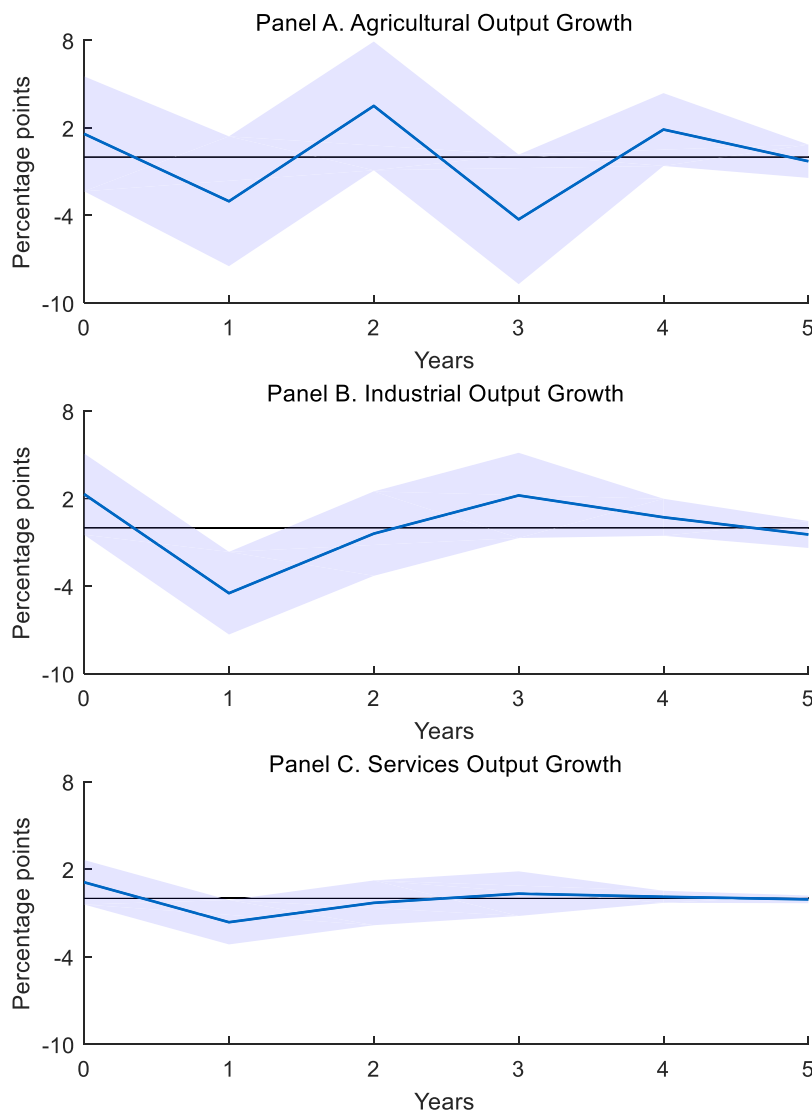 Panel A. Agricultural Output Growth
8
2
-4
-10
Percentage points
0 1 2 3 4 5
Years
Panel B. Industrial Output Growth
8
2
-4
-10
Percentage points
0 1 2 3 4 5
Years
Panel C. Services Output Growth
8
2
-4
-10
Percentage points
0 1 2 3 4 5
Years